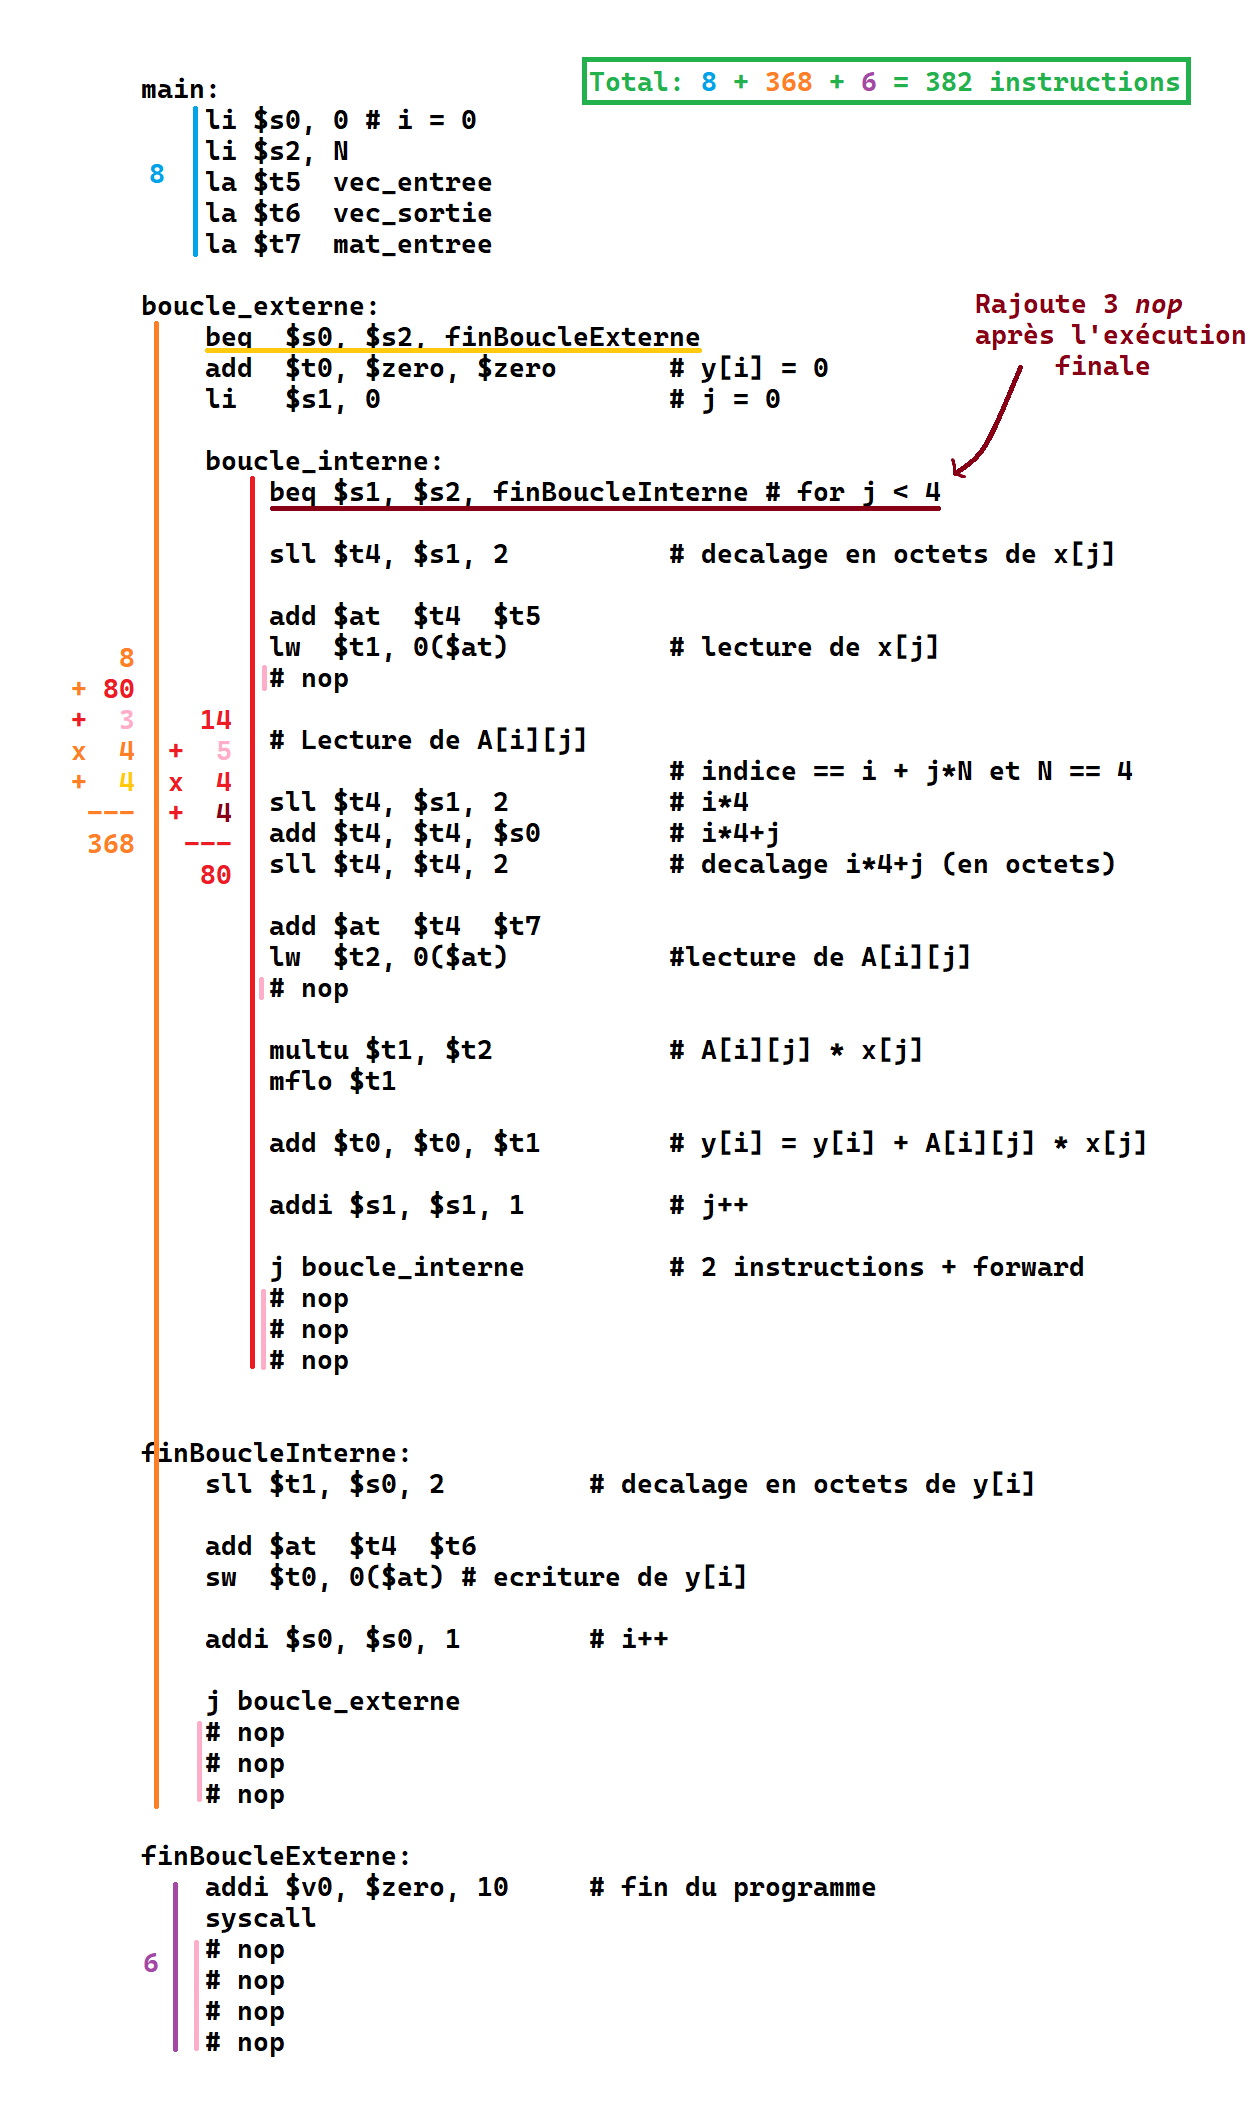 Total: 8 + 368 + 6 = 382 instructions
main:
li $s0, 0 # i = 0
li $s2, N
8
la $t5  vec_entree
la $t6  vec_sortie
la $t7  mat_entree
boucle_externe:
Rajoute 3 nop
après l'exécution
finale
beq  $s0, $s2, finBoucleExterne
add  $t0, $zero, $zero       # y[i] = 0
li   $s1, 0                  # j = 0
boucle_interne:
beq $s1, $s2, finBoucleInterne # for j < 4
sll $t4, $s1, 2          # decalage en octets de x[j]
add $at  $t4  $t5
lw  $t1, 0($at)          # lecture de x[j]
# nop
8
+ 80
+  3
x  4
+  4
---
368
14
+  5
x  4
+  4
---
80
# Lecture de A[i][j]
# indice == i + j*N et N == 4
sll $t4, $s1, 2          # i*4
add $t4, $t4, $s0        # i*4+j
sll $t4, $t4, 2          # decalage i*4+j (en octets)
add $at  $t4  $t7
lw  $t2, 0($at)          #lecture de A[i][j]
# nop
multu $t1, $t2           # A[i][j] * x[j]
mflo $t1
add $t0, $t0, $t1        # y[i] = y[i] + A[i][j] * x[j]
addi $s1, $s1, 1         # j++
j boucle_interne         # 2 instructions + forward
# nop
# nop
# nop
finBoucleInterne:
sll $t1, $s0, 2         # decalage en octets de y[i]
add $at  $t4  $t6
sw  $t0, 0($at) # ecriture de y[i]
addi $s0, $s0, 1        # i++
j boucle_externe
# nop
# nop
# nop
finBoucleExterne:
addi $v0, $zero, 10     # fin du programme
syscall
# nop
6
# nop
# nop
# nop